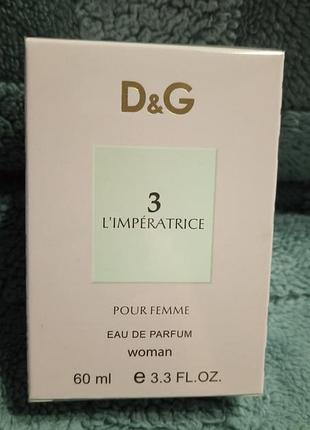 D&G
3
L'IMPÉRATRICE
POUR FEMME
EAU DE PARFUM
woman
60 ml e 3.3 FL.OZ.